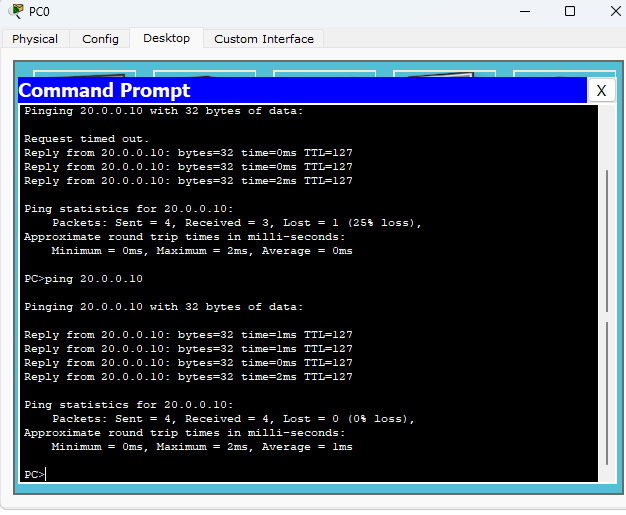 PC0
Physical Config Desktop Custom Interface
Command Prompt X
Pinging 20.0.0.10 with 32 bytes of data:
Request timed out.
Reply from 20.0.0.10: bytes=32 time=0ms TTL=127
Reply from 20.0.0.10: bytes=32 time=0ms TTL=127
Reply from 20.0.0.10: bytes=32 time=2ms TTL=127
Ping statistics for 20.0.0.10:
Packets: Sent = 4, Received = 3, Lost = 1 (25% loss),
Approximate round trip times in milli-seconds:
Minimum = 0ms, Maximum = 2ms, Average = 0ms
PC>ping 20.0.0.10
Pinging 20.0.0.10 with 32 bytes of data:
Reply from 20.0.0.10: bytes=32 time=1ms TTL=127
Reply from 20.0.0.10: bytes=32 time=1ms TTL=127
Reply from 20.0.0.10: bytes=32 time=0ms TTL=127
Reply from 20.0.0.10: bytes=32 time=2ms TTL=127
Ping statistics for 20.0.0.10:
Packets: Sent = 4, Received = 4, Lost = 0 (0% loss),
Approximate round trip times in milli-seconds:
Minimum = 0ms, Maximum = 2ms, Average = 1ms
PC>